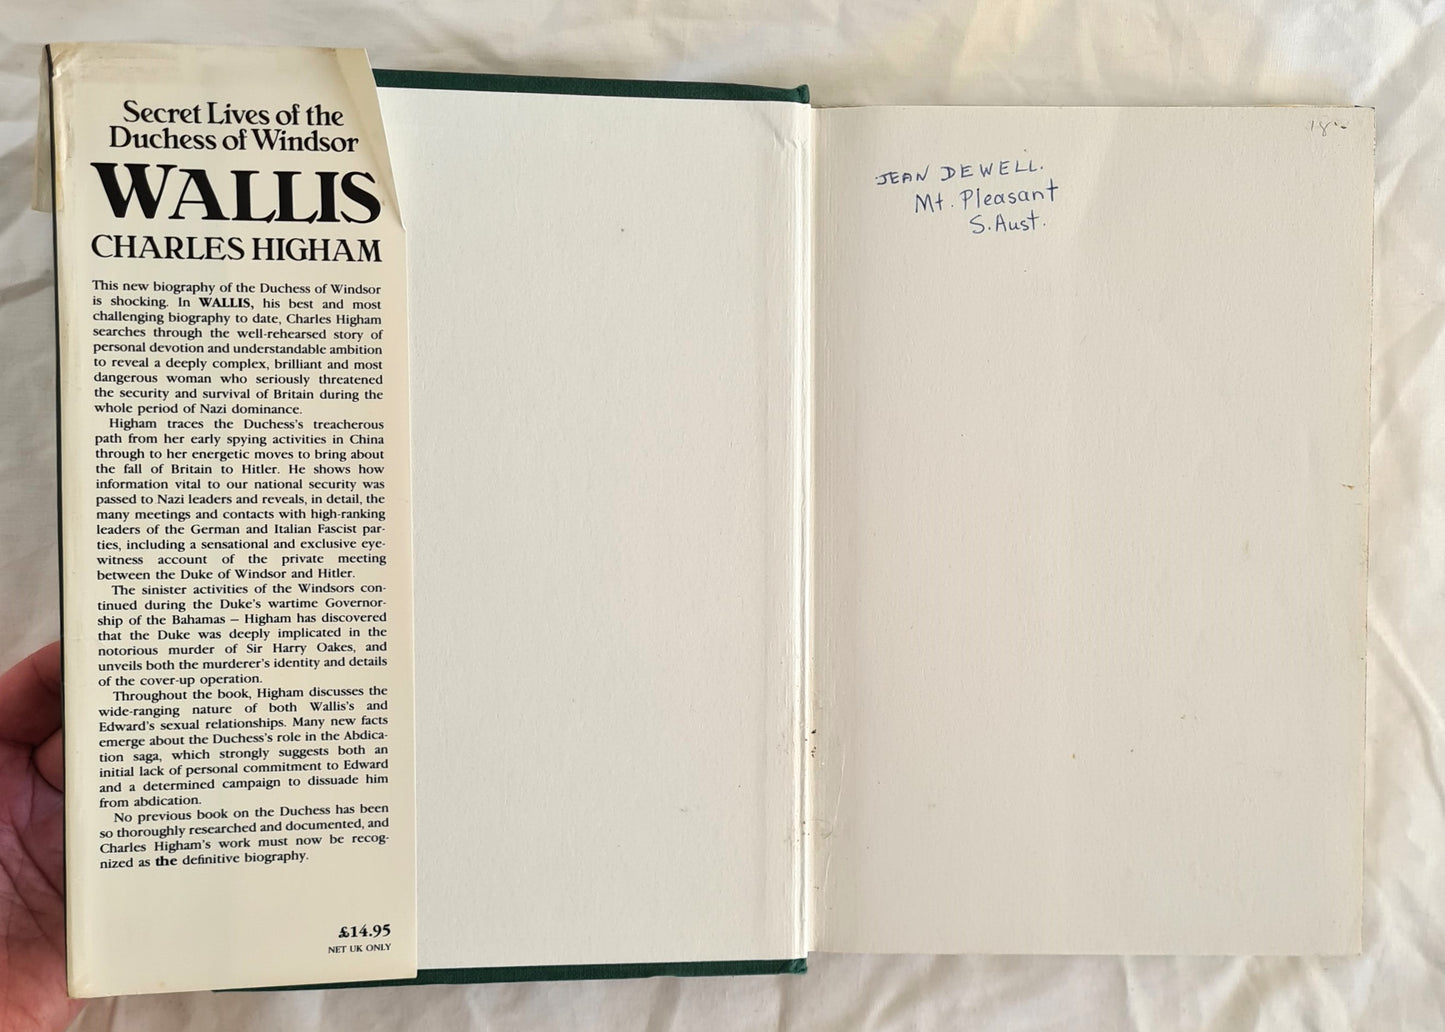 Secret Lives of the
Duchess of Windsor
WALLIS
CHARLES HIGHAM
This new biography of the Duchess of Windsor
is shocking. In WALLIS, his best and most
challenging biography to date, Charles Higham
searches through the well-rehearsed story of
personal devotion and understandable ambition
to reveal a deeply complex, brilliant and most
dangerous woman who seriously threatened
the security and survival of Britain during the
whole period of Nazi dominance.
Higham traces the Duchess's treacherous
path from her early spying activities in China
through to her energetic moves to bring about
the fall of Britain to Hitler. He shows how
information vital to our national security was
passed to Nazi leaders and reveals, in detail, the
many meetings and contacts with high-ranking
leaders of the German and Italian Fascist par-
ties, including a sensational and exclusive eye-
witness account of the private meeting
between the Duke of Windsor and Hitler.
The sinister activities of the Windsors con-
tinued during the Duke's wartime Governor-
ship of the Bahamas – Higham has discovered
that the Duke was deeply implicated in the
notorious murder of Sir Harry Oakes, and
unveils both the murderer's identity and details
of the cover-up operation.
Throughout the book, Higham discusses the
wide-ranging nature of both Wallis's and
Edward's sexual relationships. Many new facts
emerge about the Duchess's role in the Abdica-
tion saga, which strongly suggests both an
initial lack of personal commitment to Edward
and a determined campaign to dissuade him
from abdication.
No previous book on the Duchess has been
so thoroughly researched and documented, and
Charles Higham's work must now be recog-
nized as the definitive biography.
£14.95
NET UK ONLY
JEAN DEWELL.
Mt. Pleasant
S. Aust.